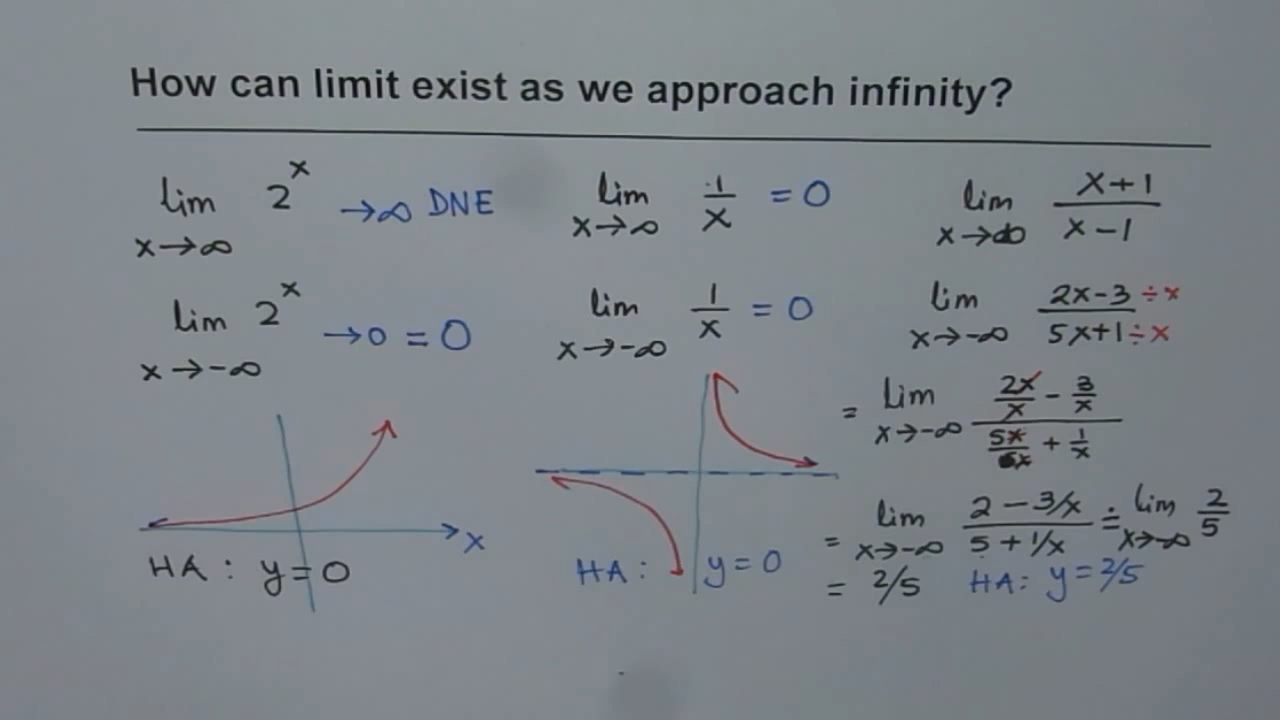 How can limit exist as we approach infinity?
lim x→∞ 2^x →∞ DNE
lim x→-∞ 2^x →0 = 0
HA : y=0
x
lim x→∞ 1/x = 0
lim x→-∞ 1/x = 0
HA : y=0
lim x→∞ (x+1)/(x-1)
lim x→-∞ (2x-3 ÷x)/(5x+1 ÷x)
= lim x→-∞ (2x/x - 3/x)/(5x/x + 1/x)
= lim x→-∞ (2-3/x)/(5+1/x) = lim x→-∞ 2/5
= 2/5 HA: y=2/5